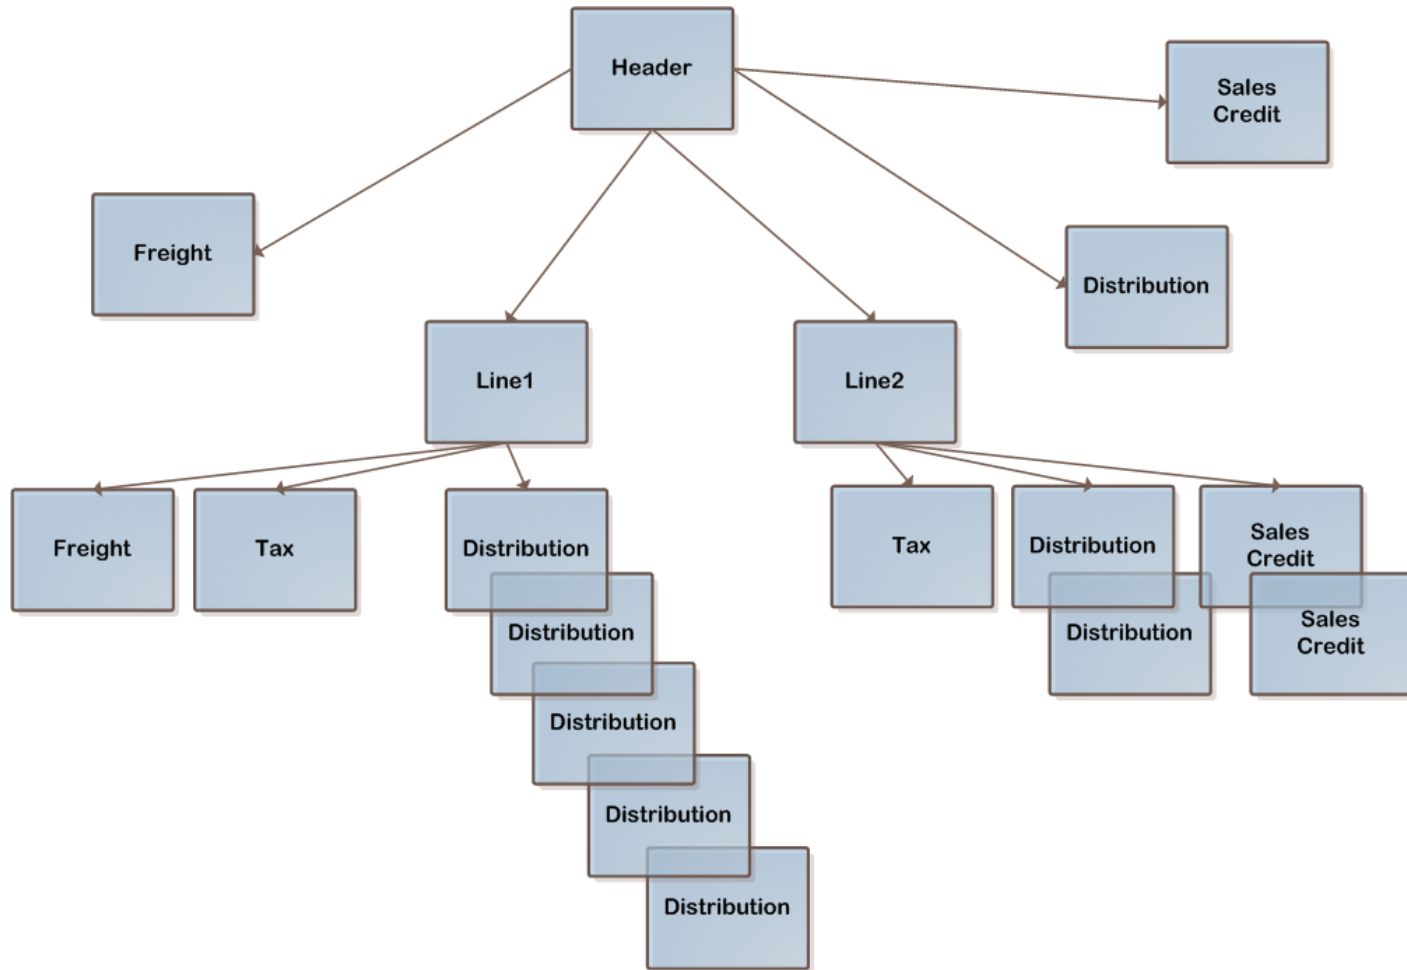 Header
Sales
Credit
Freight
Distribution
Line1
Line2
Freight
Tax
Distribution
Distribution
Distribution
Distribution
Distribution
Tax
Distribution
Distribution
Sales
Credit
Sales
Credit